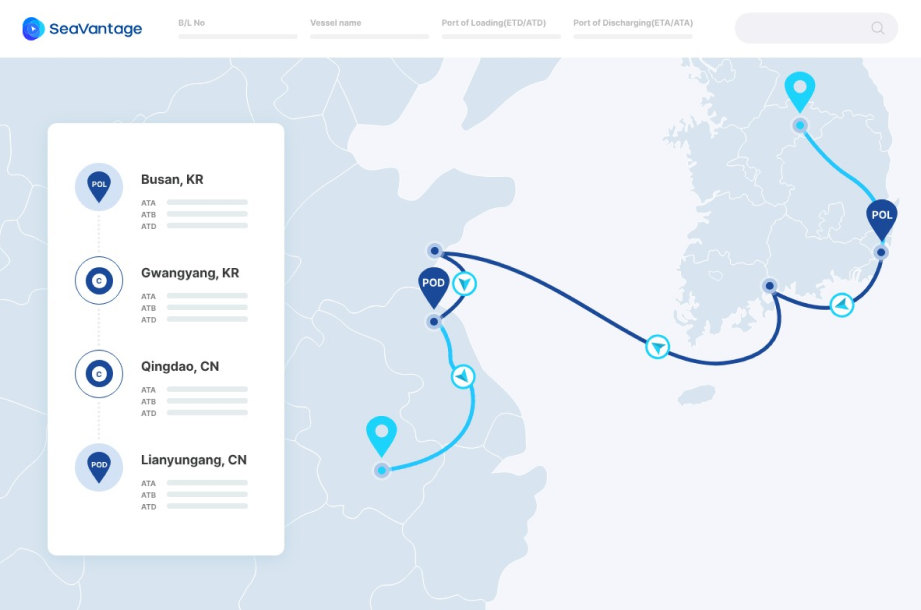 SeaVantage
B/L No
Vessel name
Port of Loading(ETD/ATD)
Port of Discharging(ETA/ATA)
POL
Busan, KR
ATA
ATB
ATD
C
Gwangyang, KR
ATA
ATB
ATD
C
Qingdao, CN
ATA
ATB
ATD
POD
Lianyungang, CN
ATA
ATB
ATD
POL
POD